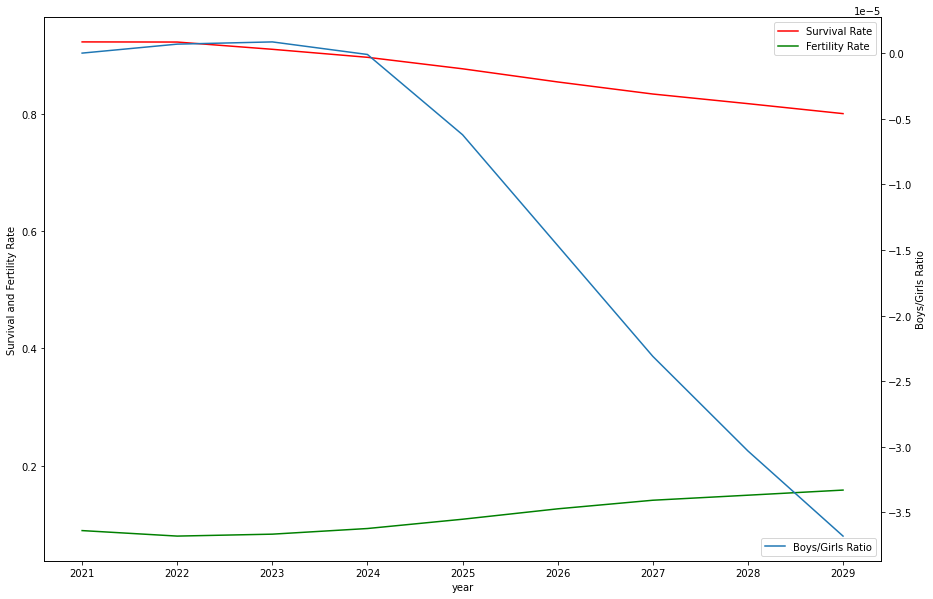 1e−5
Survival Rate
Fertility Rate
0.8
0.6
0.4
0.2
Survival and Fertility Rate
0.0
−0.5
−1.0
−1.5
−2.0
−2.5
−3.0
−3.5
Boys/Girls Ratio
Boys/Girls Ratio
2021 2022 2023 2024 2025 2026 2027 2028 2029
year